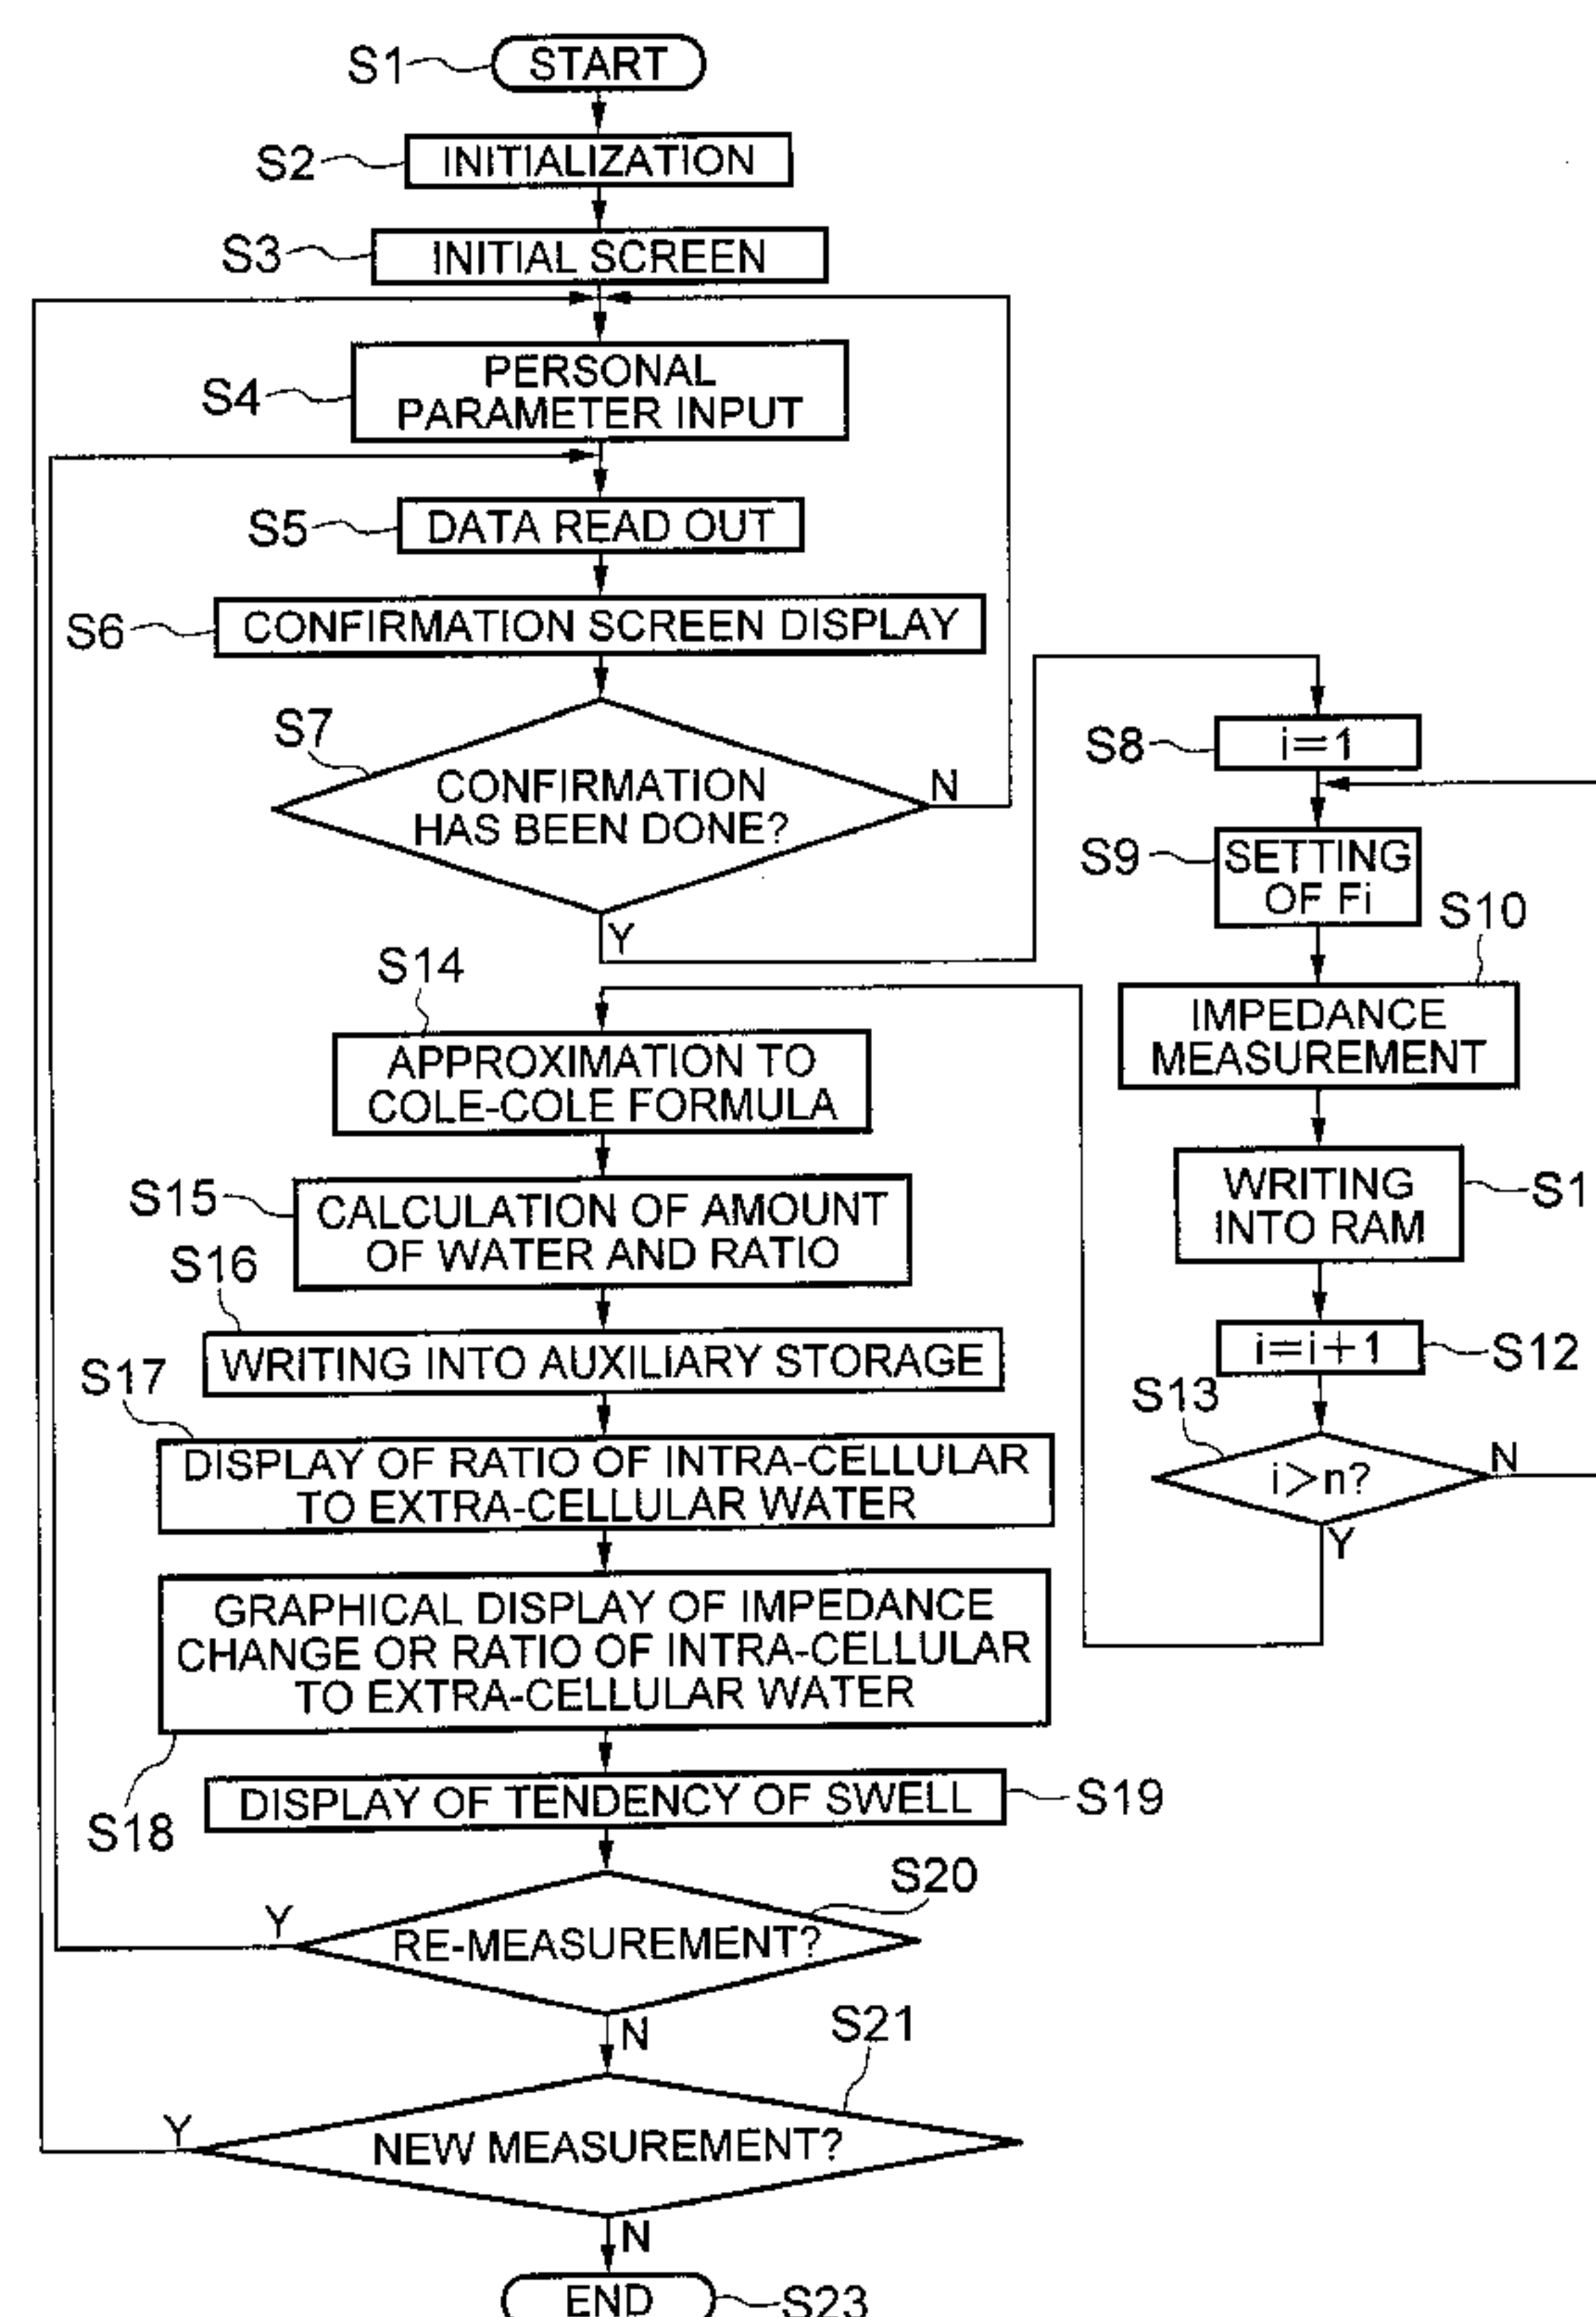 S1
START
S2
INITIALIZATION
S3
INITIAL SCREEN
S4
PERSONAL
PARAMETER INPUT
S5
DATA READ OUT
S6
CONFIRMATION SCREEN DISPLAY
S7
CONFIRMATION
HAS BEEN DONE?
N
Y
S8
i=1
S9
SETTING
OF Fi
S10
IMPEDANCE
MEASUREMENT
WRITING
INTO RAM
S1
i=i+1
S12
S13
i>n?
N
Y
S14
APPROXIMATION TO
COLE-COLE FORMULA
S15
CALCULATION OF AMOUNT
OF WATER AND RATIO
S16
WRITING INTO AUXILIARY STORAGE
S17
DISPLAY OF RATIO OF INTRA-CELLULAR
TO EXTRA-CELLULAR WATER
GRAPHICAL DISPLAY OF IMPEDANCE
CHANGE OR RATIO OF INTRA-CELLULAR
TO EXTRA-CELLULAR WATER
S18
DISPLAY OF TENDENCY OF SWELL
S19
S20
RE-MEASUREMENT?
Y
N
S21
NEW MEASUREMENT?
Y
N
END
S23